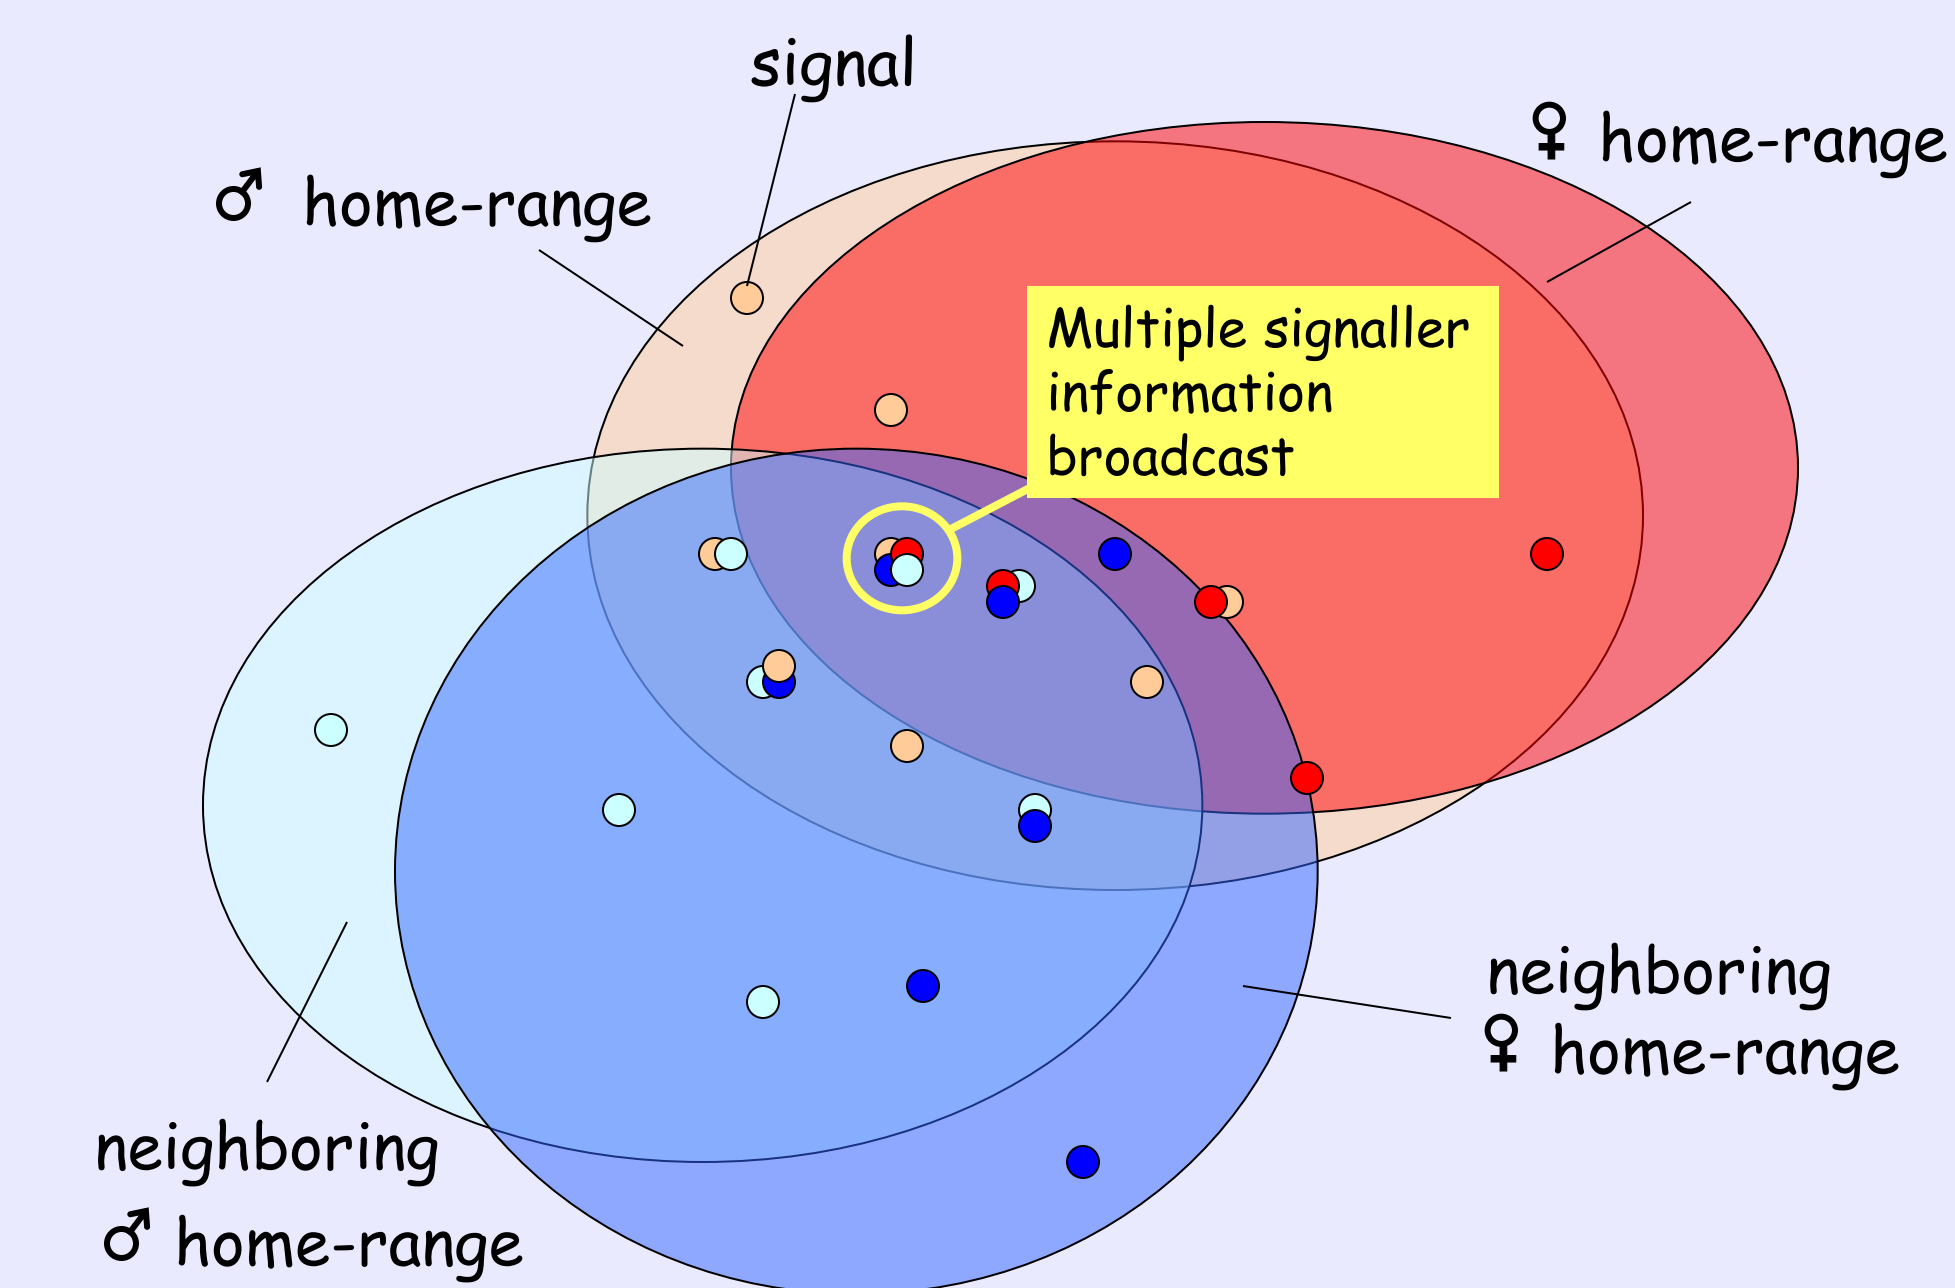 signal
♀ home-range
♂ home-range
Multiple signaller
information
broadcast
neighboring
♀ home-range
neighboring
♂ home-range